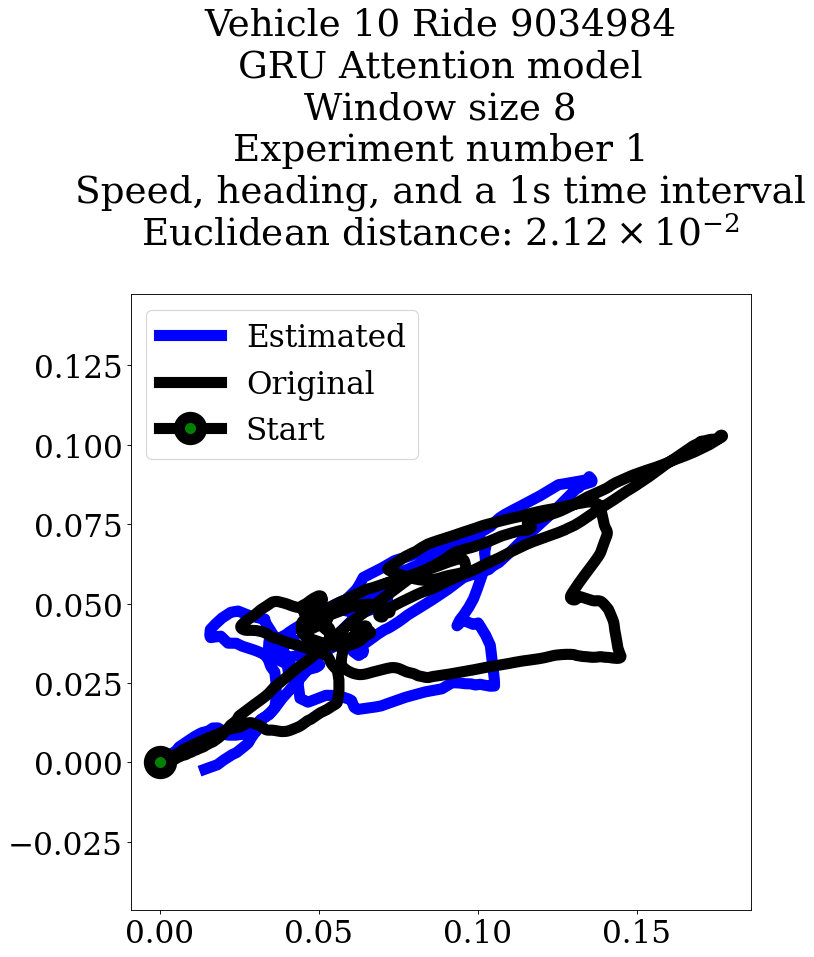 Vehicle 10 Ride 9034984
GRU Attention model
Window size 8
Experiment number 1
Speed, heading, and a 1s time interval
Euclidean distance: 2.12 × 10⁻²
Estimated
Original
Start
0.125
0.100
0.075
0.050
0.025
0.000
−0.025
0.00 0.05 0.10 0.15